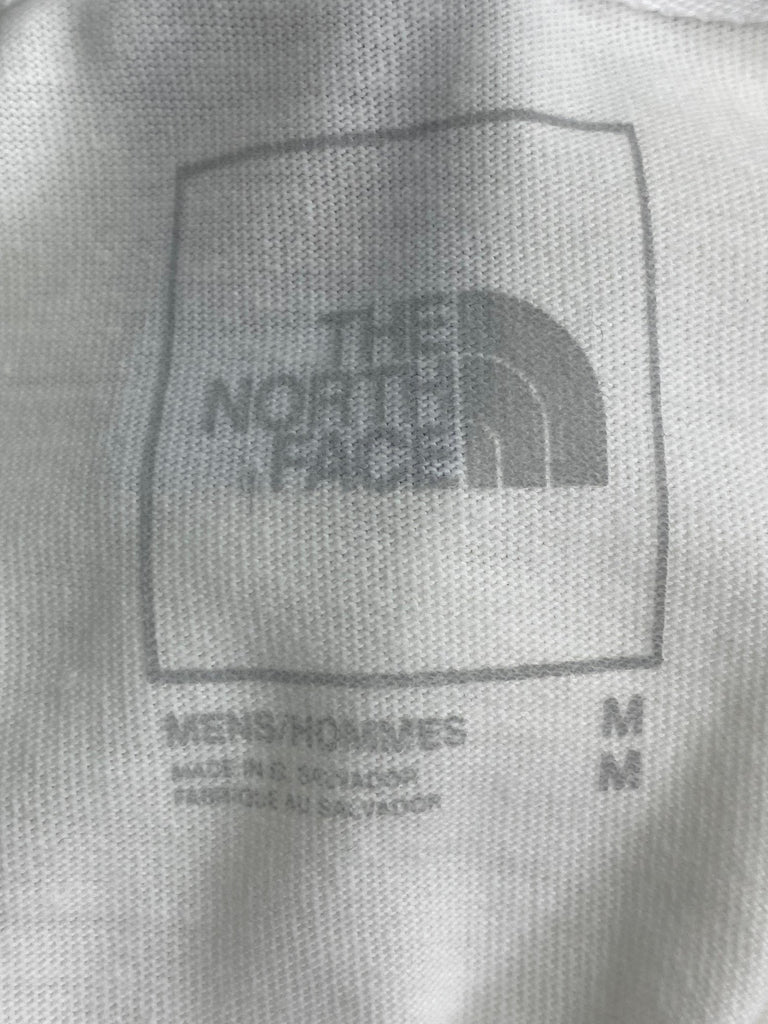 THE
NORTH
FACE
MENS/HOMMES M
M
MADE IN EL SALVADOR
FABRIQUÉ AU SALVADOR